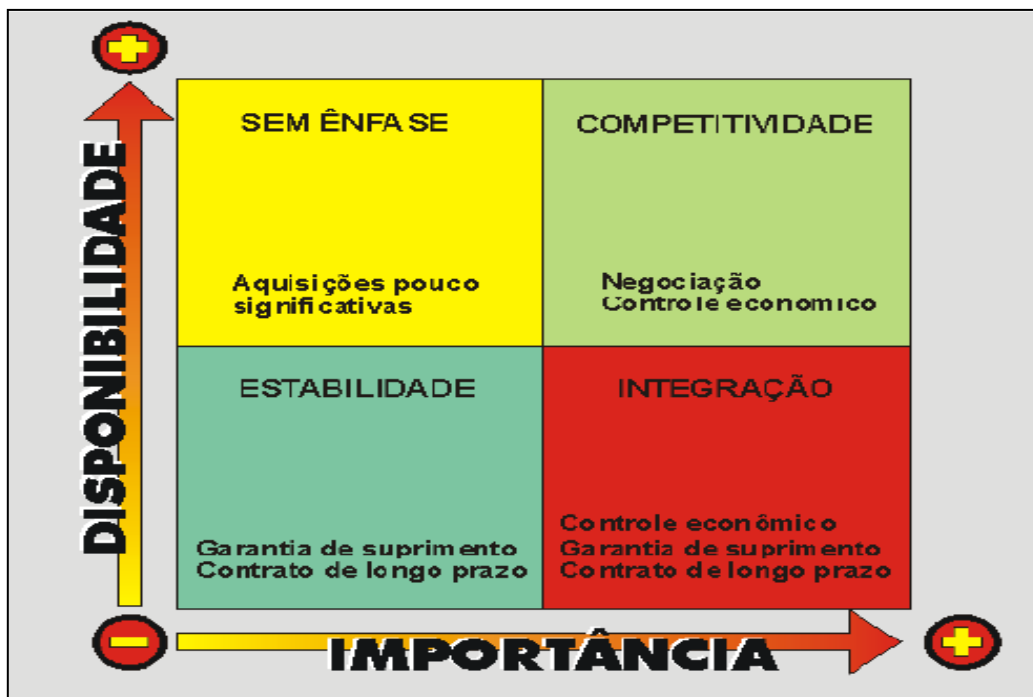 DISPONIBILIDADE
SEM ÊNFASE
Aquisições pouco
significativas
COMPETITIVIDADE
Negociação
Controle economico
ESTABILIDADE
Garantia de suprimento
Contrato de longo prazo
INTEGRAÇÃO
Controle econômico
Garantia de suprimento
Contrato de longo prazo
IMPORTÂNCIA